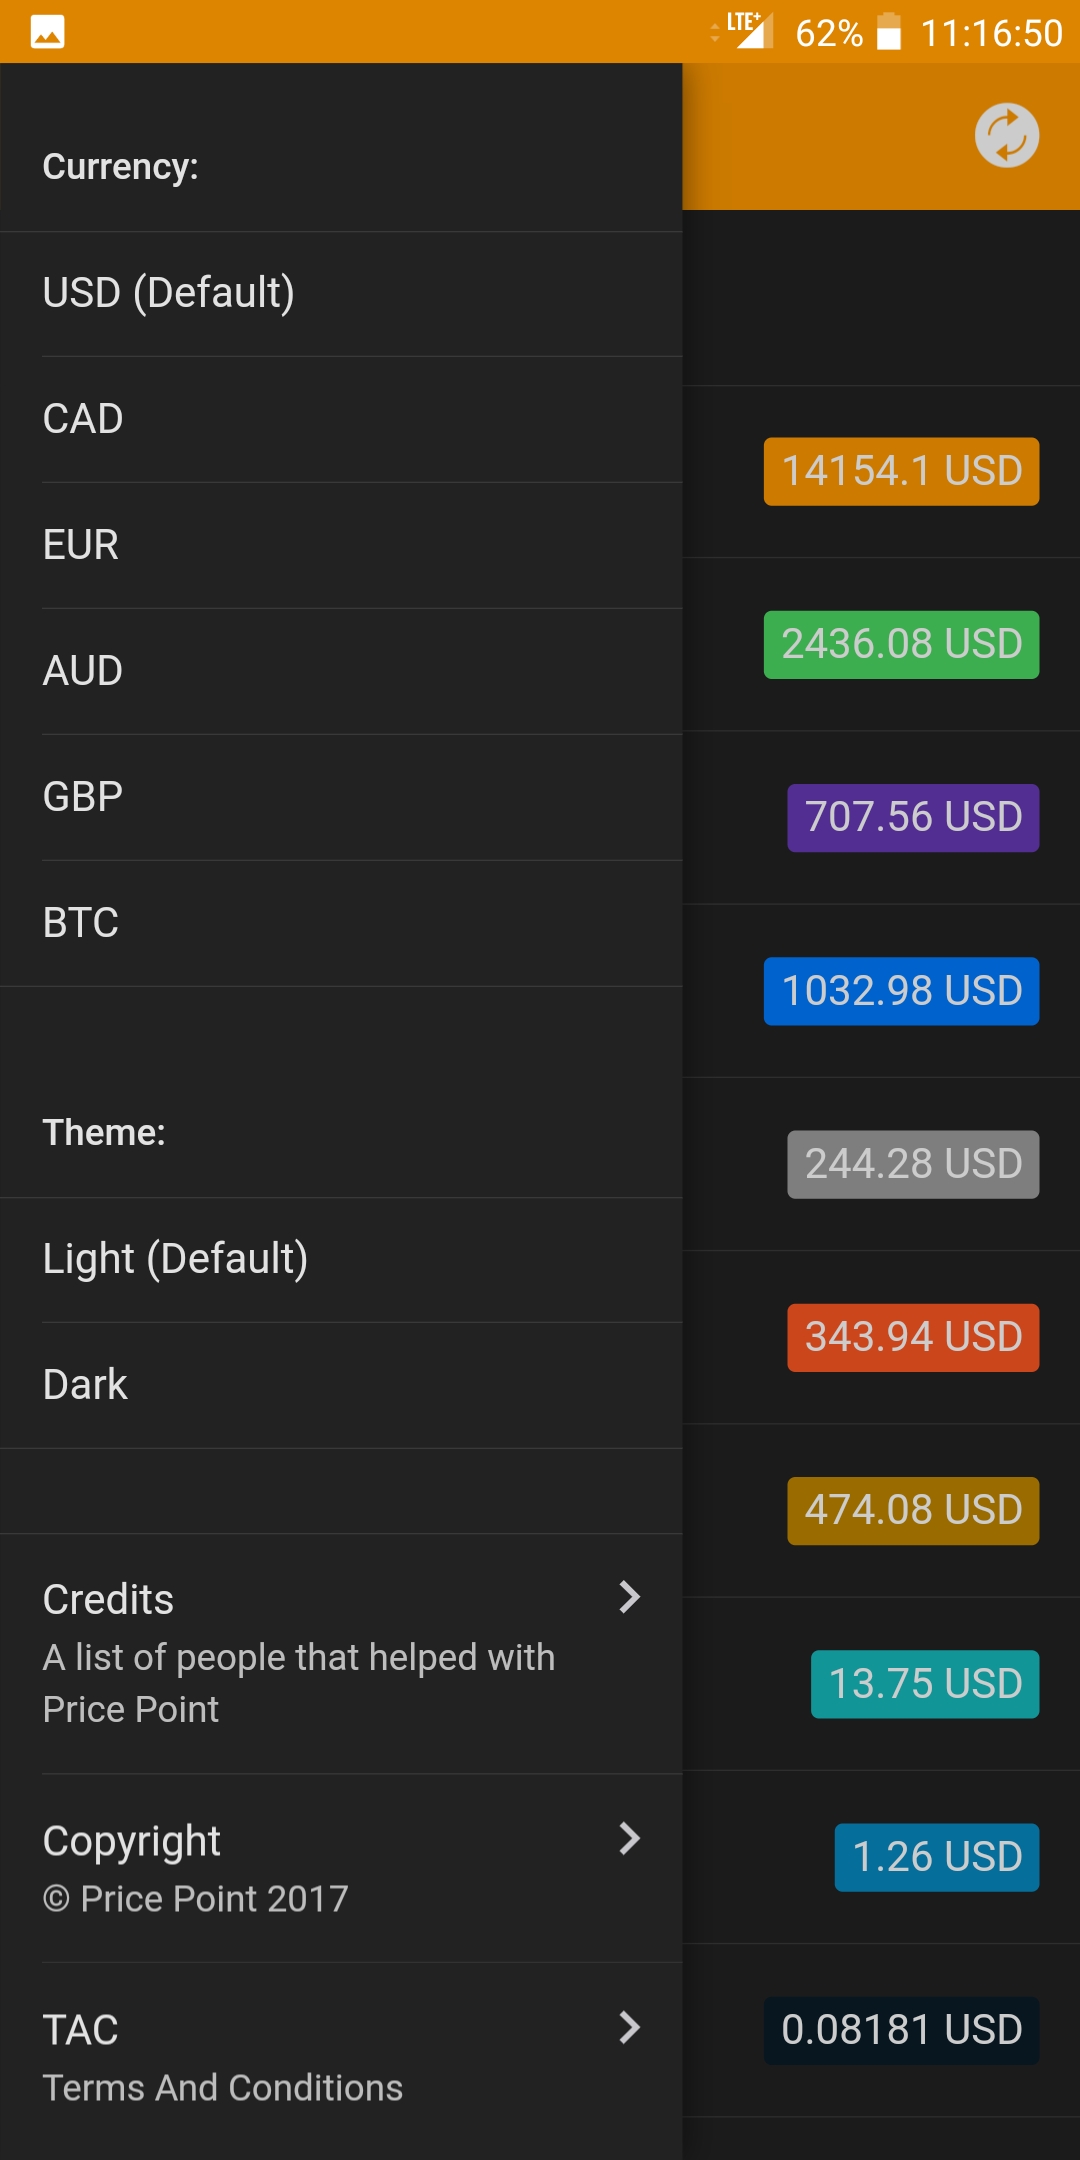 LTE+ 62% 11:16:50
Currency:
USD (Default)
CAD
EUR
AUD
GBP
BTC
Theme:
Light (Default)
Dark
Credits
A list of people that helped with
Price Point
Copyright
© Price Point 2017
TAC
Terms And Conditions
14154.1 USD
2436.08 USD
707.56 USD
1032.98 USD
244.28 USD
343.94 USD
474.08 USD
13.75 USD
1.26 USD
0.08181 USD